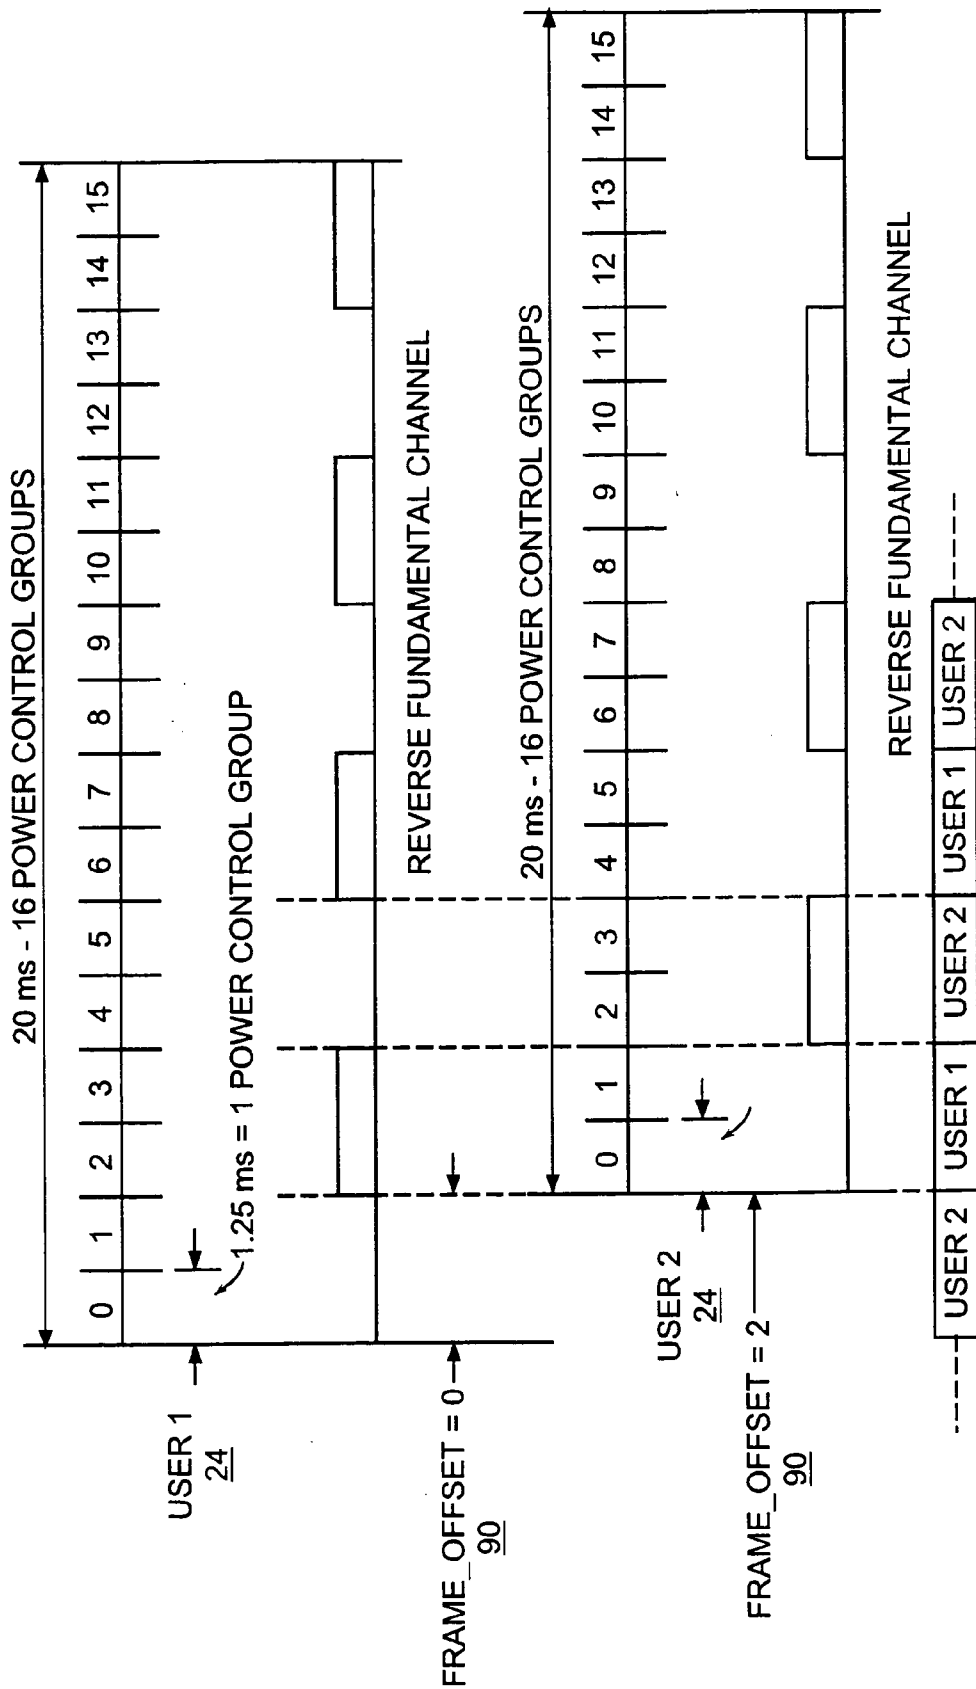 20 ms - 16 POWER CONTROL GROUPS
0 1 2 3 4 5 6 7 8 9 10 11 12 13 14 15
USER 1
24
1.25 ms = 1 POWER CONTROL GROUP
REVERSE FUNDAMENTAL CHANNEL
FRAME_OFFSET = 0
90
20 ms - 16 POWER CONTROL GROUPS
0 1 2 3 4 5 6 7 8 9 10 11 12 13 14 15
USER 2
24
FRAME_OFFSET = 2
90
REVERSE FUNDAMENTAL CHANNEL
USER 2 USER 1 USER 2 USER 1 USER 2